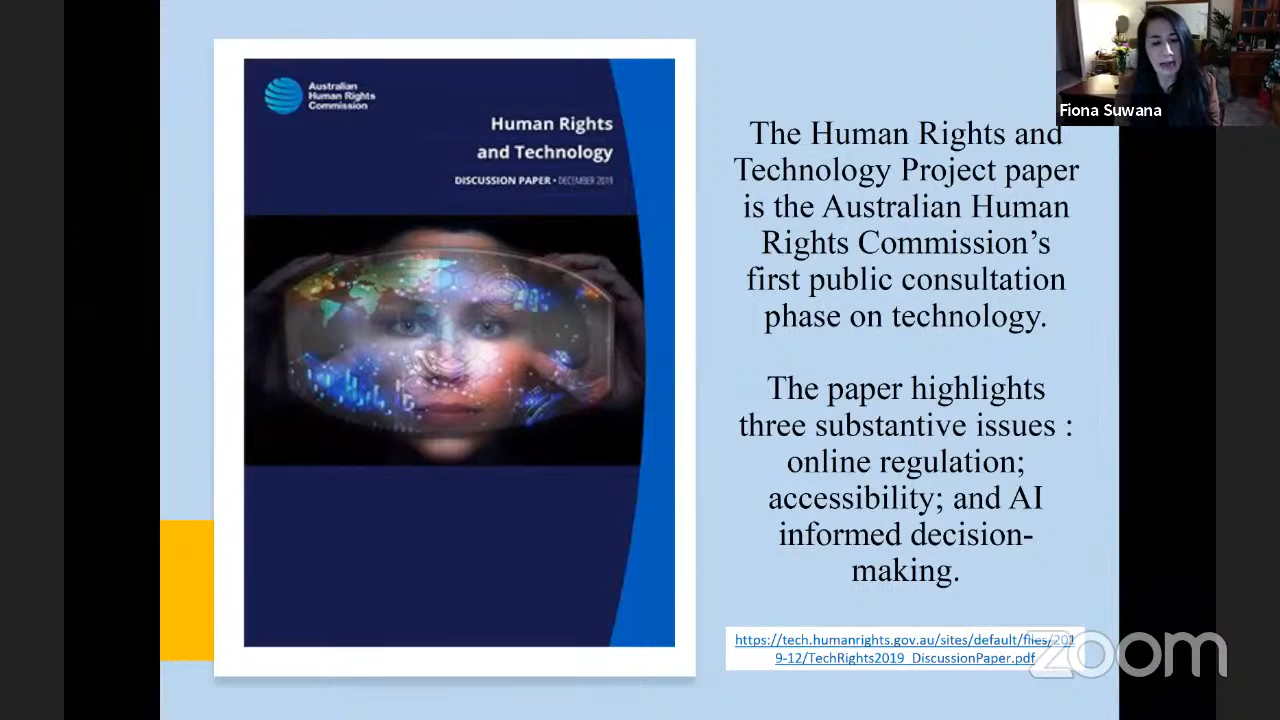 Australian
Human Rights
Commission
Human Rights
and Technology
DISCUSSION PAPER • DECEMBER 2019
Fiona Suwana
The Human Rights and
Technology Project paper
is the Australian Human
Rights Commission’s
first public consultation
phase on technology.
The paper highlights
three substantive issues :
online regulation;
accessibility; and AI
informed decision-
making.
https://tech.humanrights.gov.au/sites/default/files/201
9-12/TechRights2019_DiscussionPaper.pdf
zoom